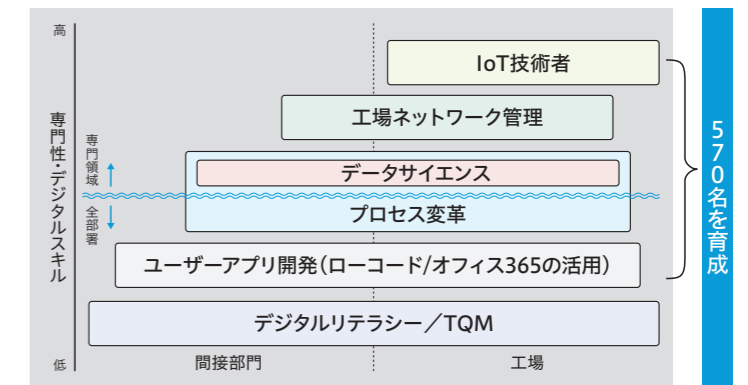 高
専門性・デジタルスキル
低
専門領域
全部署
IoT技術者
工場ネットワーク管理
データサイエンス
プロセス変革
ユーザーアプリ開発（ローコード/オフィス365の活用）
デジタルリテラシー／TQM
間接部門
工場
570名を育成